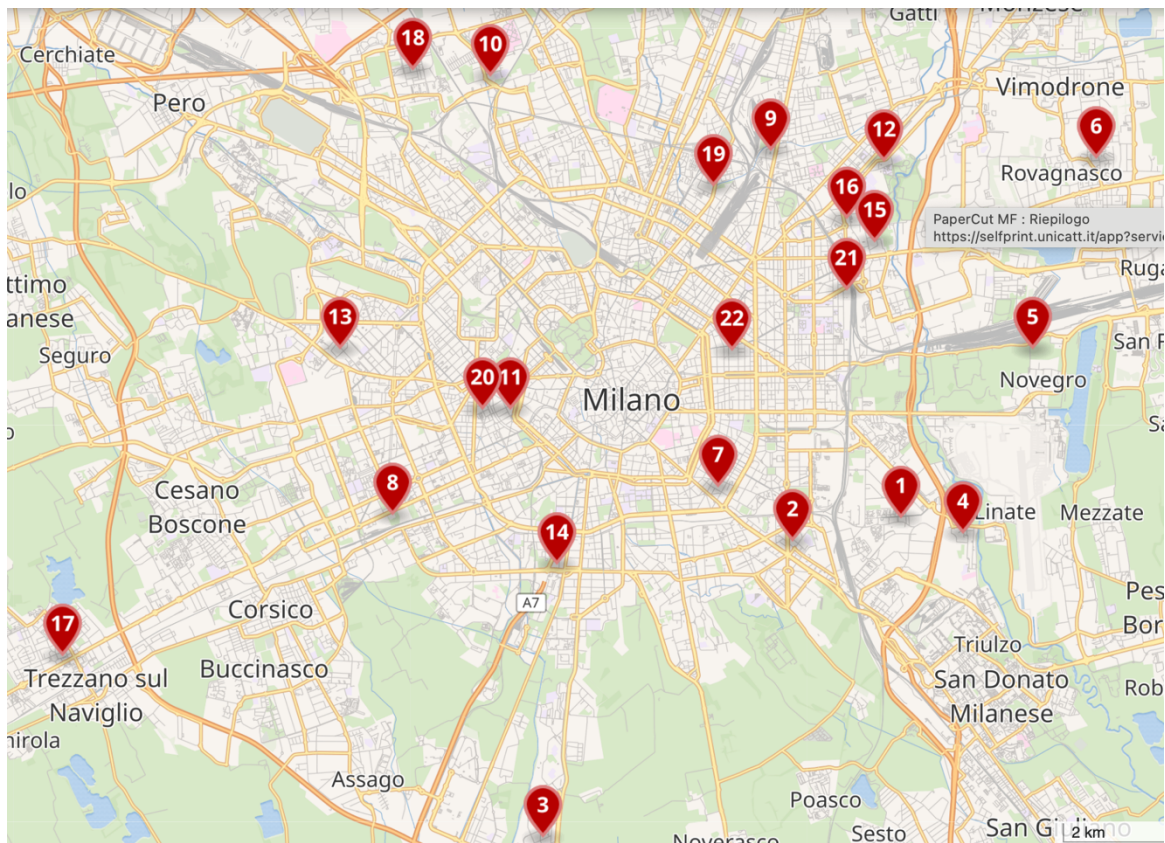 Gatti
Cerchiate
18
10
Pero
Vimodrone
9
12
6
19
Rovagnasco
16
15
PaperCut MF : Riepilogo
https://selfprint.unicatt.it/app?servic
21
ttimo
anese
Ruga
13
22
5
San F
Seguro
Novegro
20
11
Milano
7
8
1
Cesano
Boscone
2
4
Linate
Mezzate
14
A7
Corsico
Pes
Bor
17
Triulzo
Trezzano sul
Naviglio
Buccinasco
San Donato
Milanese
Rob
nirola
Assago
3
Poasco
Noverasco
Sesto
San Giuliano
2 km